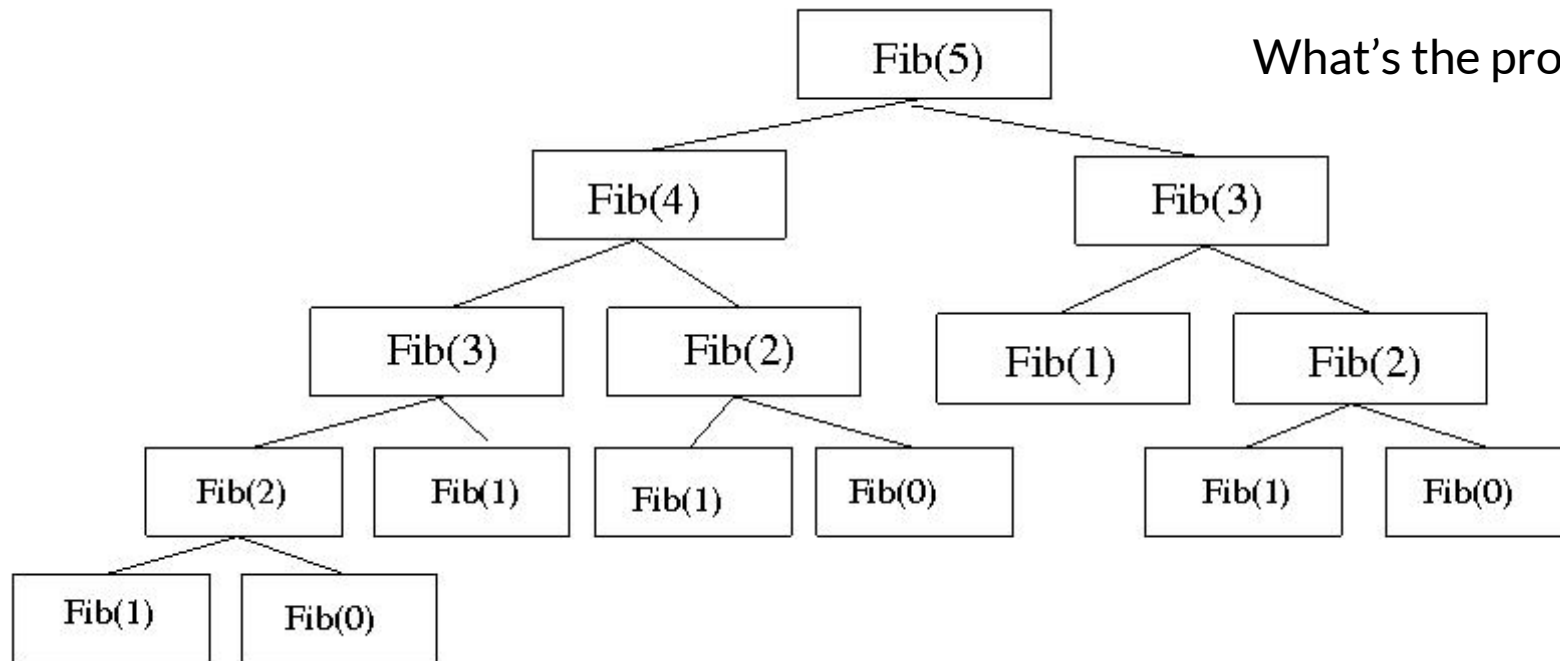 Fib(5)
What's the pro
Fib(4)
Fib(3)
Fib(3)
Fib(2)
Fib(1)
Fib(2)
Fib(2)
Fib(1)
Fib(1)
Fib(0)
Fib(1)
Fib(0)
Fib(1)
Fib(0)